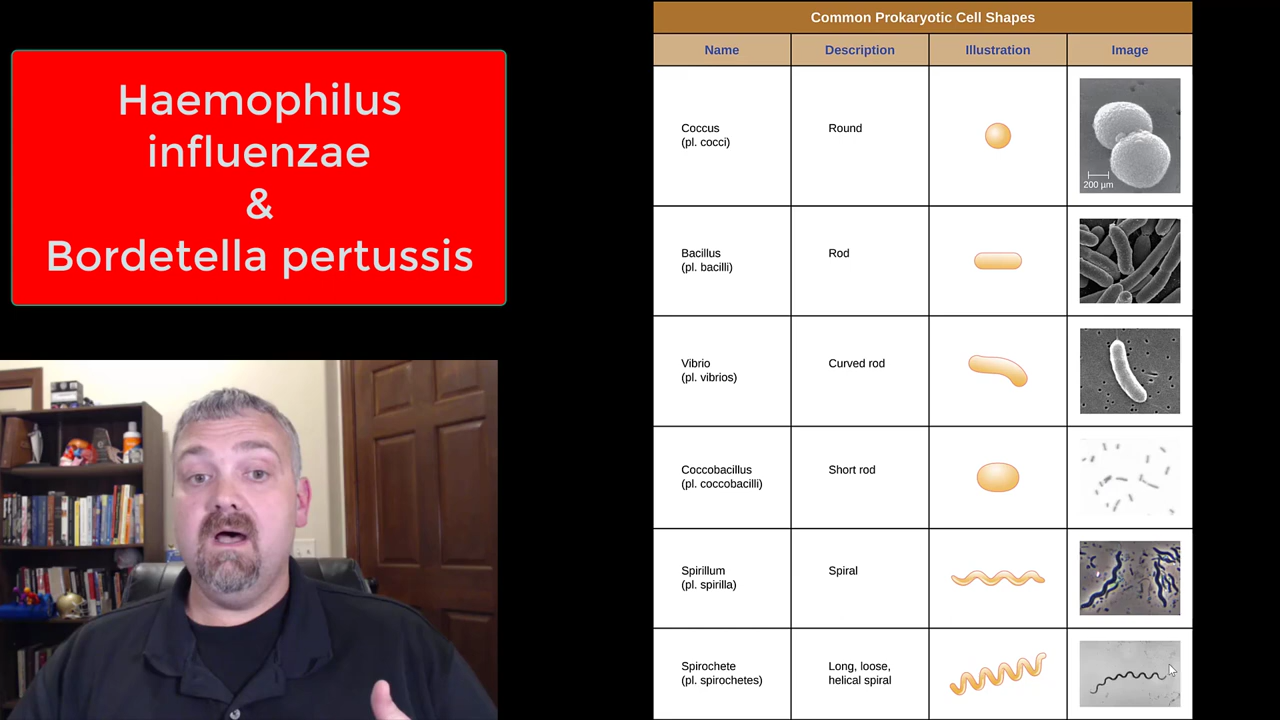 Haemophilus
influenzae
&
Bordetella pertussis
Common Prokaryotic Cell Shapes
Name Description Illustration Image
Coccus
(pl. cocci)
Round
200 µm
Bacillus
(pl. bacilli)
Rod
Vibrio
(pl. vibrios)
Curved rod
Coccobacillus
(pl. coccobacilli)
Short rod
Spirillum
(pl. spirilla)
Spiral
Spirochete
(pl. spirochetes)
Long, loose,
helical spiral